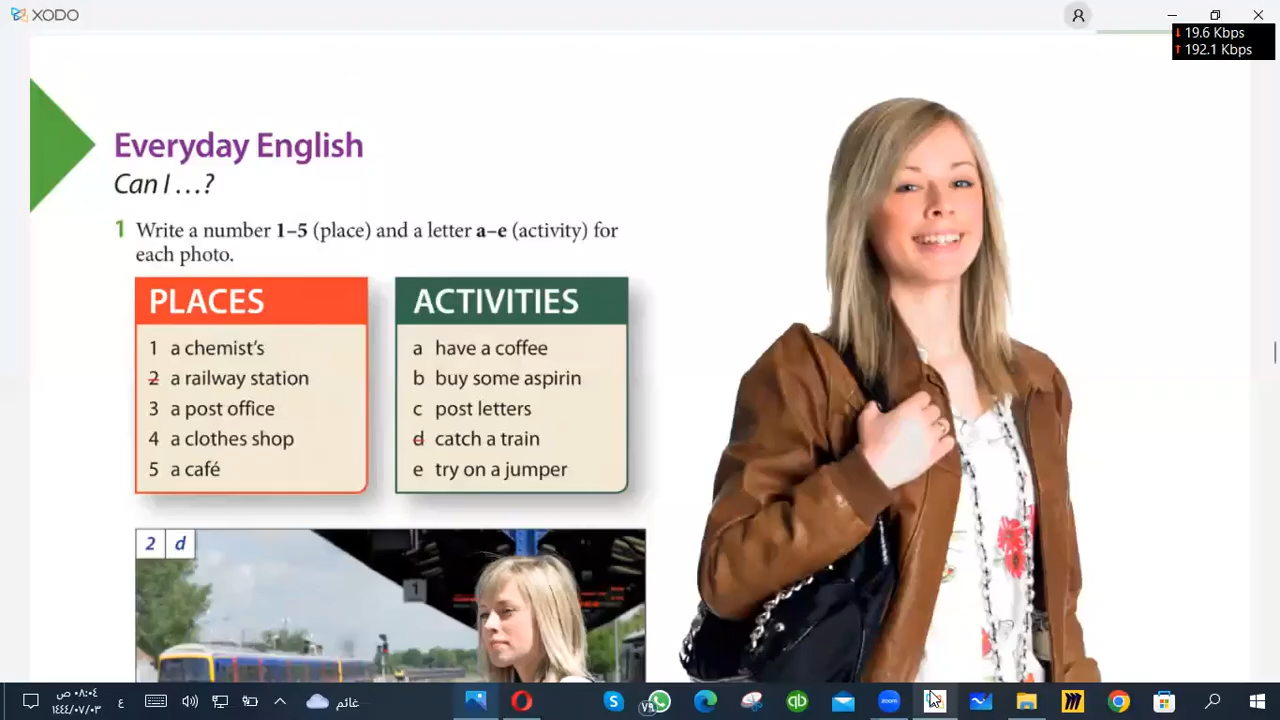 XODO
19.6 Kbps
192.1 Kbps
Everyday English
Can I …?
1 Write a number 1–5 (place) and a letter a–e (activity) for
each photo.
PLACES
1 a chemist's
2 a railway station
3 a post office
4 a clothes shop
5 a café
ACTIVITIES
a have a coffee
b buy some aspirin
c post letters
d catch a train
e try on a jumper
2 d
1
٠٨:٠٤ ص
١٤٤٤/٠٧/٠٣
ع
غائم
zoom
qb